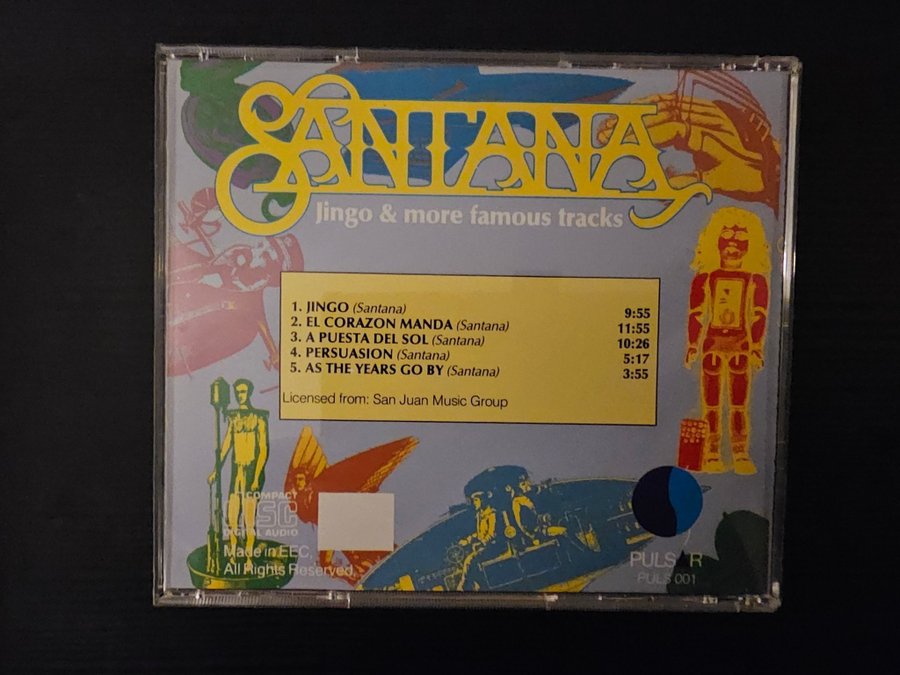 SANTANA
Jingo & more famous tracks
1. JINGO (Santana) 9:55
2. EL CORAZON MANDA (Santana) 11:55
3. A PUESTA DEL SOL (Santana) 10:26
4. PERSUASION (Santana) 5:17
5. AS THE YEARS GO BY (Santana) 3:55
Licensed from: San Juan Music Group
COMPACT
disc
DIGITAL AUDIO
Made in EEC.
All Rights Reserved.
PULSAR
PULS 001